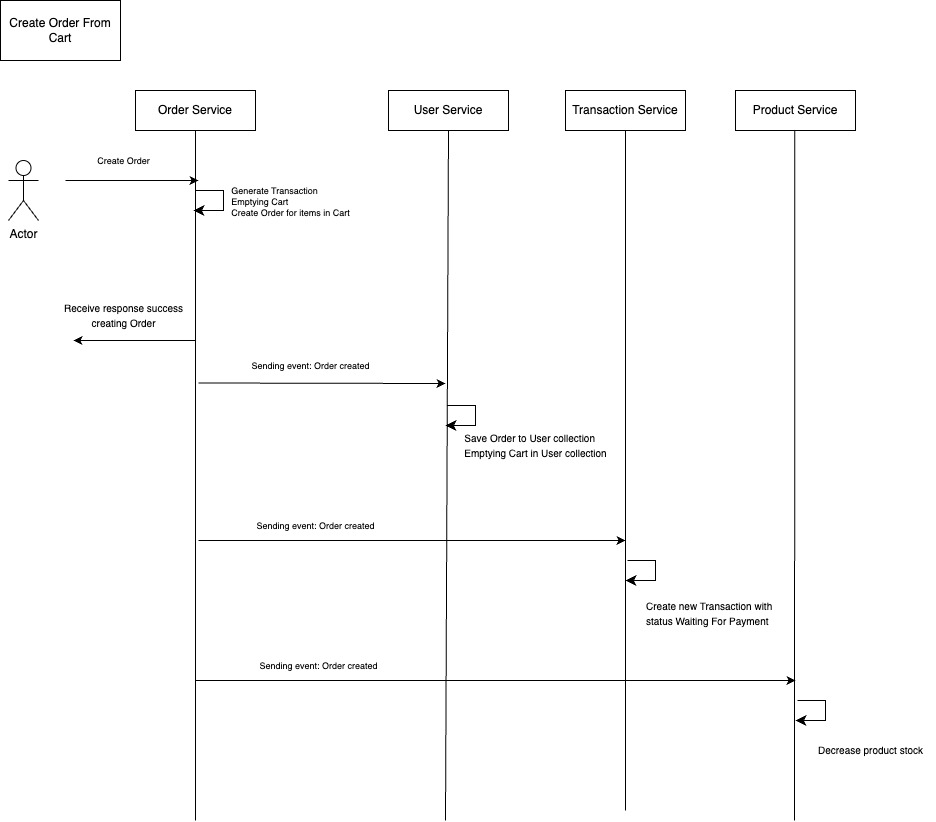 Create Order From
Cart
Order Service
User Service
Transaction Service
Product Service
Create Order
Actor
Generate Transaction
Emptying Cart
Create Order for items in Cart
Receive response success
creating Order
Sending event: Order created
Save Order to User collection
Emptying Cart in User collection
Sending event: Order created
Create new Transaction with
status Waiting For Payment
Sending event: Order created
Decrease product stock